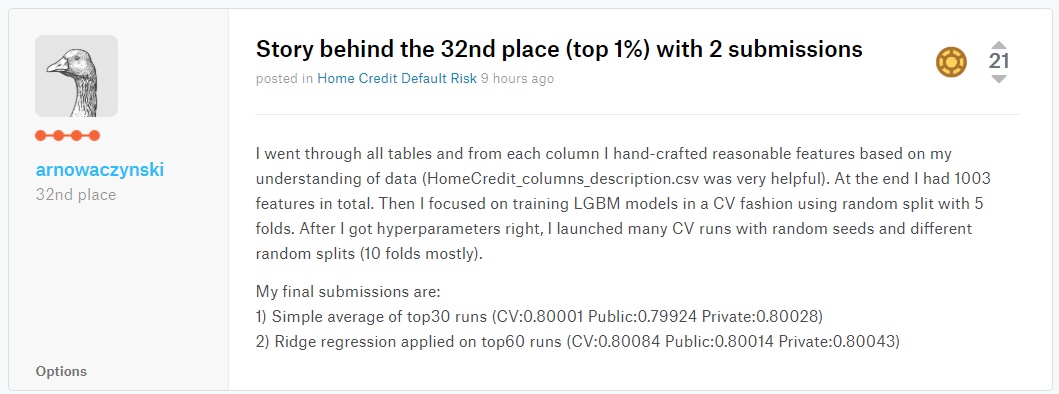 Story behind the 32nd place (top 1%) with 2 submissions
posted in Home Credit Default Risk 9 hours ago
21
arnowaczynski
32nd place
I went through all tables and from each column I hand-crafted reasonable features based on my
understanding of data (HomeCredit_columns_description.csv was very helpful). At the end I had 1003
features in total. Then I focused on training LGBM models in a CV fashion using random split with 5
folds. After I got hyperparameters right, I launched many CV runs with random seeds and different
random splits (10 folds mostly).
My final submissions are:
1) Simple average of top30 runs (CV:0.80001 Public:0.79924 Private:0.80028)
2) Ridge regression applied on top60 runs (CV:0.80084 Public:0.80014 Private:0.80043)
Options